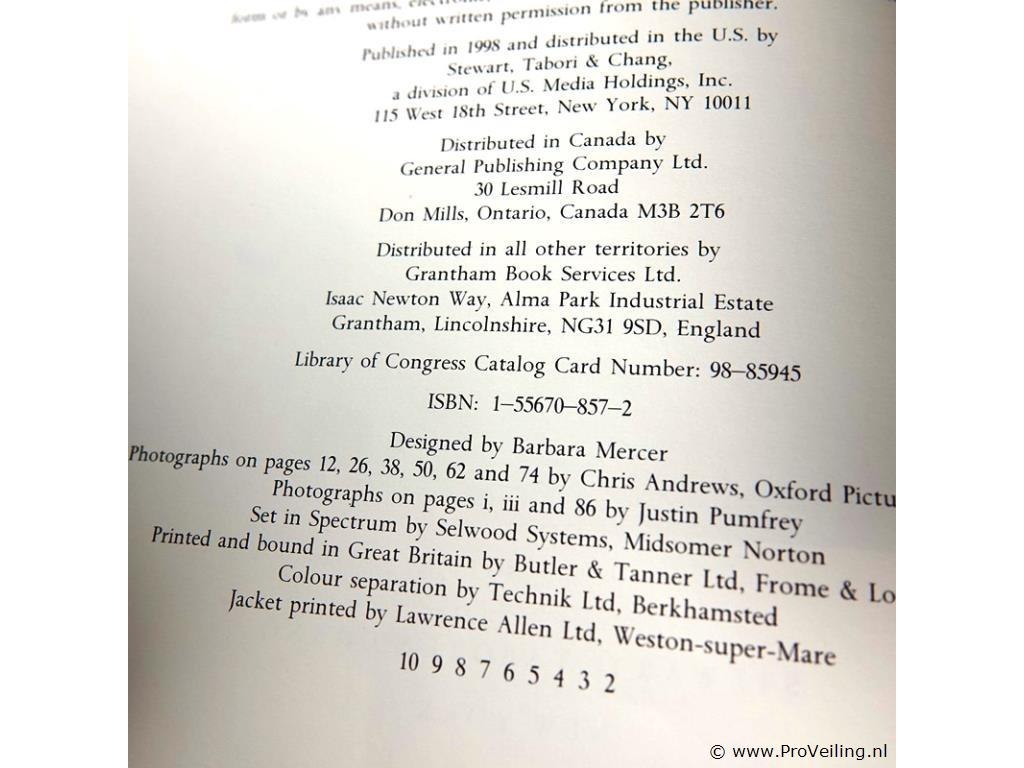 form or by any means,
without written permission from the publisher.
Published in 1998 and distributed in the U.S. by
Stewart, Tabori & Chang,
a division of U.S. Media Holdings, Inc.
115 West 18th Street, New York, NY 10011
Distributed in Canada by
General Publishing Company Ltd.
30 Lesmill Road
Don Mills, Ontario, Canada M3B 2T6
Distributed in all other territories by
Grantham Book Services Ltd.
Isaac Newton Way, Alma Park Industrial Estate
Grantham, Lincolnshire, NG31 9SD, England
Library of Congress Catalog Card Number: 98–85945
ISBN: 1–55670–857–2
Designed by Barbara Mercer
Photographs on pages 12, 26, 38, 50, 62 and 74 by Chris Andrews, Oxford Pictu
Photographs on pages i, iii and 86 by Justin Pumfrey
Set in Spectrum by Selwood Systems, Midsomer Norton
Printed and bound in Great Britain by Butler & Tanner Ltd, Frome & Lo
Colour separation by Technik Ltd, Berkhamsted
Jacket printed by Lawrence Allen Ltd, Weston-super-Mare
10 9 8 7 6 5 4 3 2
© www.ProVeiling.nl